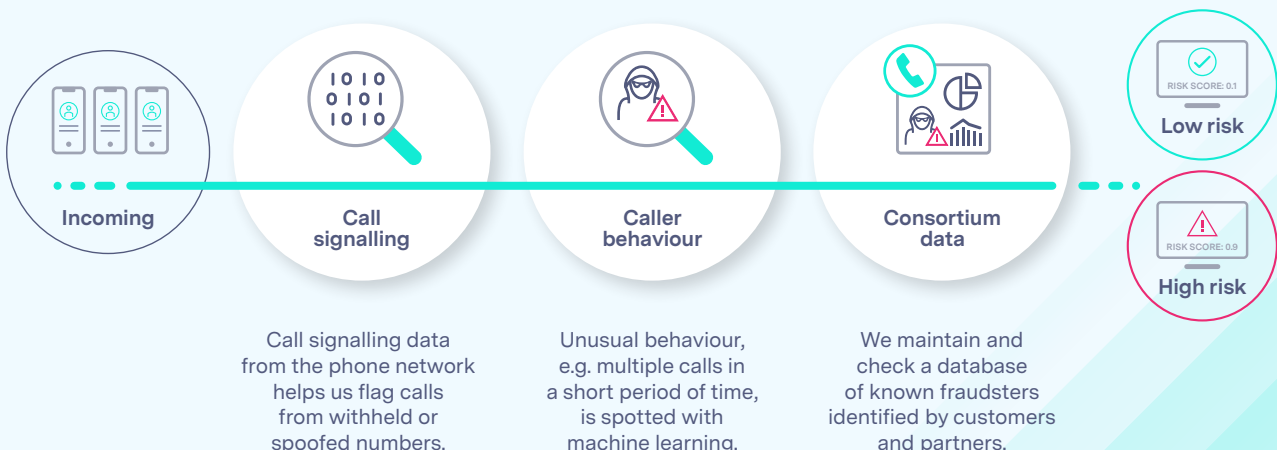 Incoming
1010
0101
1010
Call
signalling
Caller
behaviour
Consortium
data
RISK SCORE: 0.1
Low risk
RISK SCORE: 0.9
High risk
Call signalling data
from the phone network
helps us flag calls
from withheld or
spoofed numbers.
Unusual behaviour,
e.g. multiple calls in
a short period of time,
is spotted with
machine learning.
We maintain and
check a database
of known fraudsters
identified by customers
and partners.